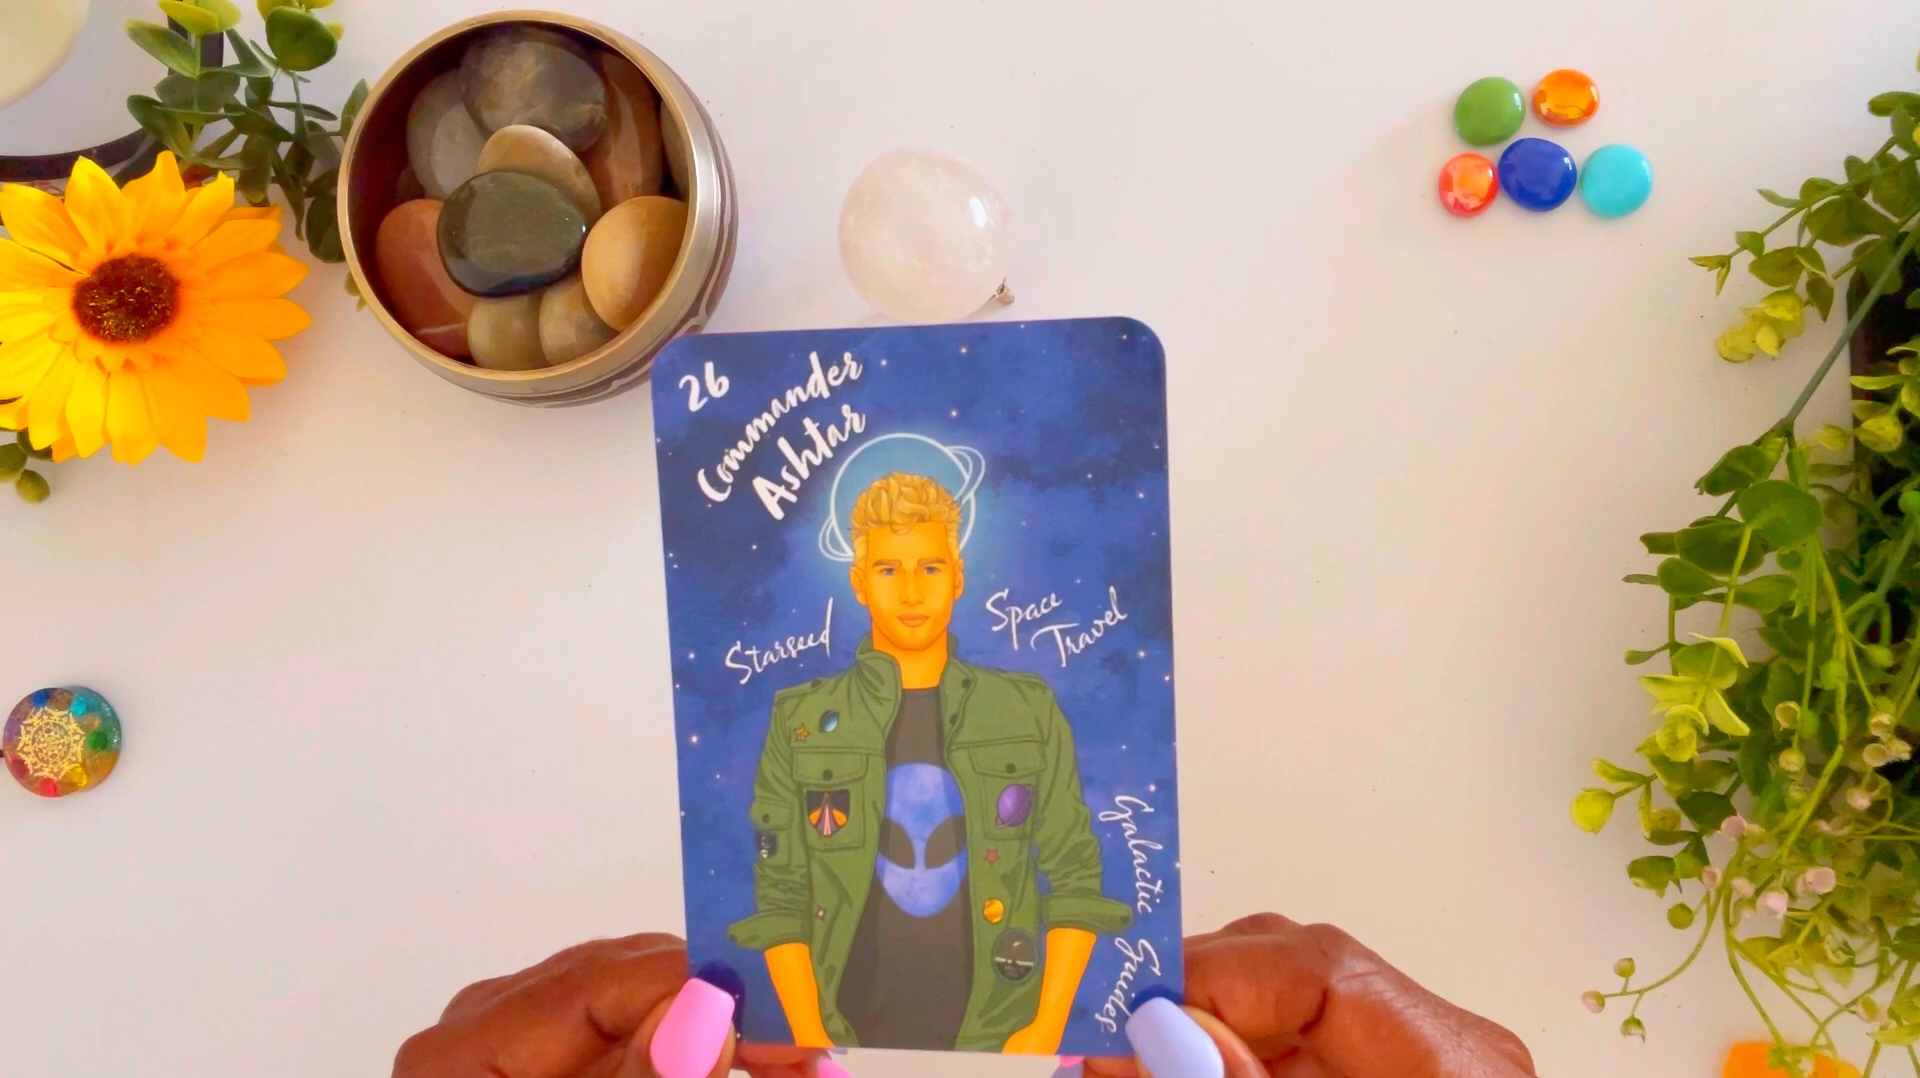 26
Commander
Ashtar
Starseed
Space
Travel
Galactic Guides